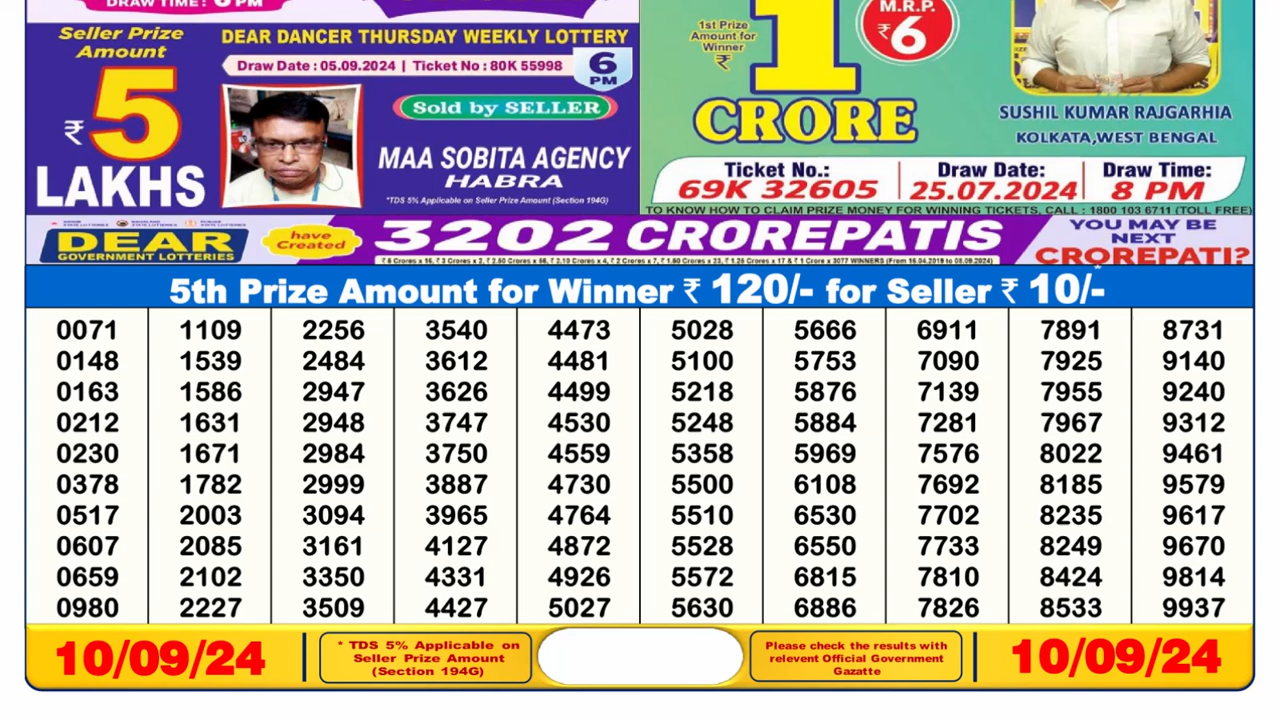 DRAW TIME: 6 PM
Seller Prize
Amount
₹5
LAKHS
DEAR DANCER THURSDAY WEEKLY LOTTERY
Draw Date : 05.09.2024 | Ticket No : 80K 55998
6
PM
Sold by SELLER
MAA SOBITA AGENCY
HABRA
*TDS 5% Applicable on Seller Prize Amount (Section 194G)
1st Prize
Amount for
Winner
₹
1
CRORE
M.R.P.
₹6
SUSHIL KUMAR RAJGARHIA
KOLKATA,WEST BENGAL
Ticket No.: Draw Date: Draw Time:
69K 32605 25.07.2024 8 PM
TO KNOW HOW TO CLAIM PRIZE MONEY FOR WINNING TICKETS, CALL : 1800 103 6711 (TOLL FREE)
DEAR
GOVERNMENT LOTTERIES
have
Created
3202 CROREPATIS
YOU MAY BE
NEXT
CROREPATI?
5th Prize Amount for Winner ₹ 120/- for Seller ₹ 10/-*
0071 1109 2256 3540 4473 5028 5666 6911 7891 8731
0148 1539 2484 3612 4481 5100 5753 7090 7925 9140
0163 1586 2947 3626 4499 5218 5876 7139 7955 9240
0212 1631 2948 3747 4530 5248 5884 7281 7967 9312
0230 1671 2984 3750 4559 5358 5969 7576 8022 9461
0378 1782 2999 3887 4730 5500 6108 7692 8185 9579
0517 2003 3094 3965 4764 5510 6530 7702 8235 9617
0607 2085 3161 4127 4872 5528 6550 7733 8249 9670
0659 2102 3350 4331 4926 5572 6815 7810 8424 9814
0980 2227 3509 4427 5027 5630 6886 7826 8533 9937
10/09/24
* TDS 5% Applicable on
Seller Prize Amount
(Section 194G)
Please check the results with
relevent Official Government
Gazatte
10/09/24